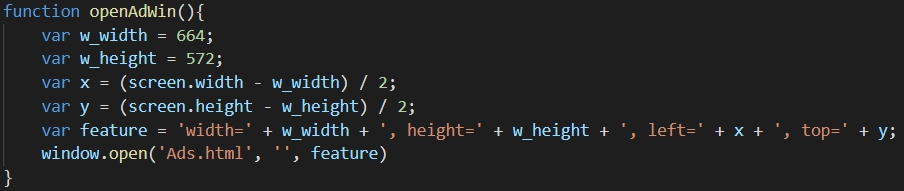 function openAdWin(){
    var w_width = 664;
    var w_height = 572;
    var x = (screen.width - w_width) / 2;
    var y = (screen.height - w_height) / 2;
    var feature = 'width=' + w_width + ', height=' + w_height + ', left=' + x + ', top=' + y;
    window.open('Ads.html', '', feature)
}